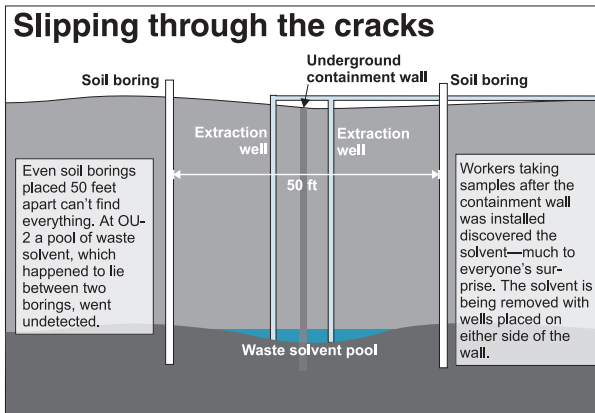 Slipping through the cracks
Soil boring
Underground
containment wall
Soil boring
Extraction
well
Extraction
well
50 ft
Even soil borings
placed 50 feet
apart can't find
everything. At OU-
2 a pool of waste
solvent, which
happened to lie
between two
borings, went
undetected.
Workers taking
samples after the
containment wall
was installed
discovered the
solvent—much to
everyone's sur-
prise. The solvent is
being removed with
wells placed on
either side of the
wall.
Waste solvent pool